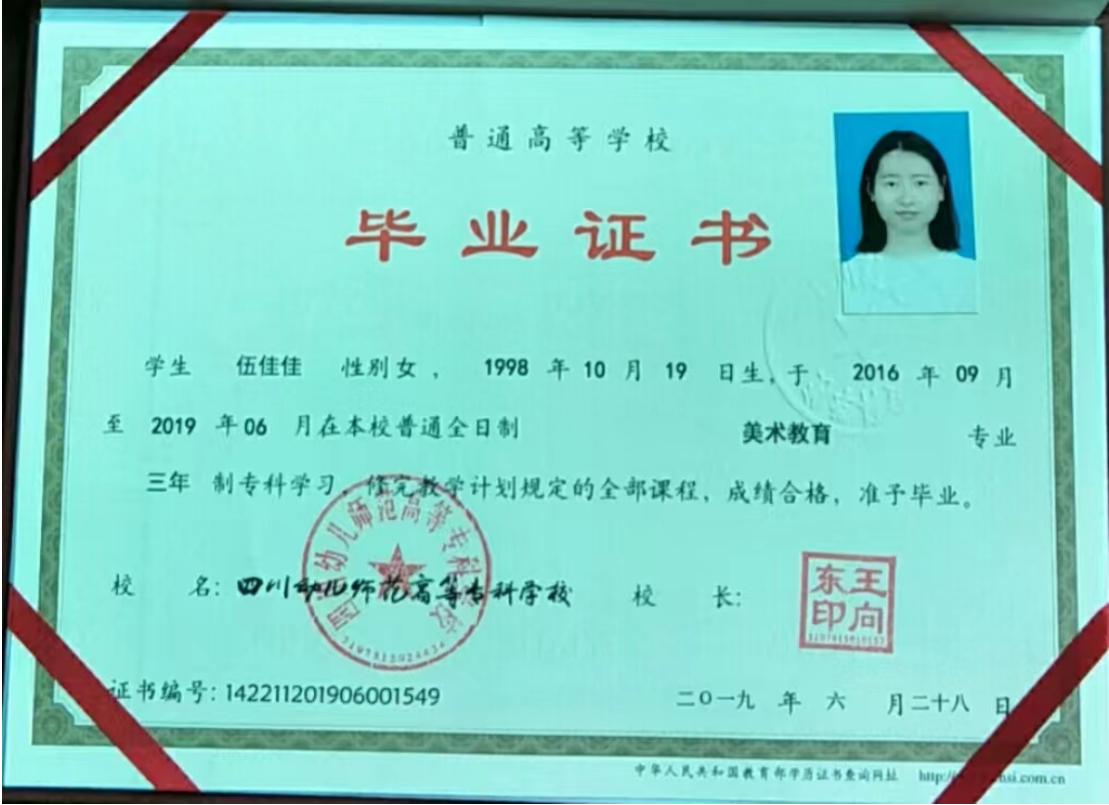 普通高等学校
毕业证书
学生 伍佳佳 性别女， 1998 年 10 月 19 日生，于 2016 年 09 月
至 2019 年 06 月在本校普通全日制 美术教育 专业
三年 制专科学习，修完教学计划规定的全部课程，成绩合格，准予毕业。
校 名：四川幼儿师范高等专科学校 校 长：
王向东印
证书编号：142211201906001549 二〇一九 年 六 月二十八 日
中华人民共和国教育部学历证书查询网址 http://